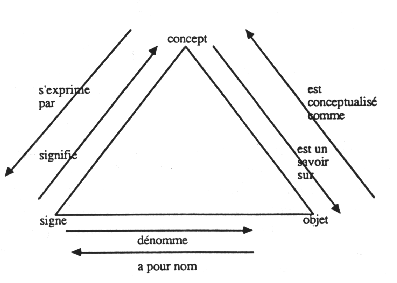 concept
s'exprime
par
est
conceptualisé
comme
signifie
est un
savoir
sur
signe
objet
dénomme
a pour nom